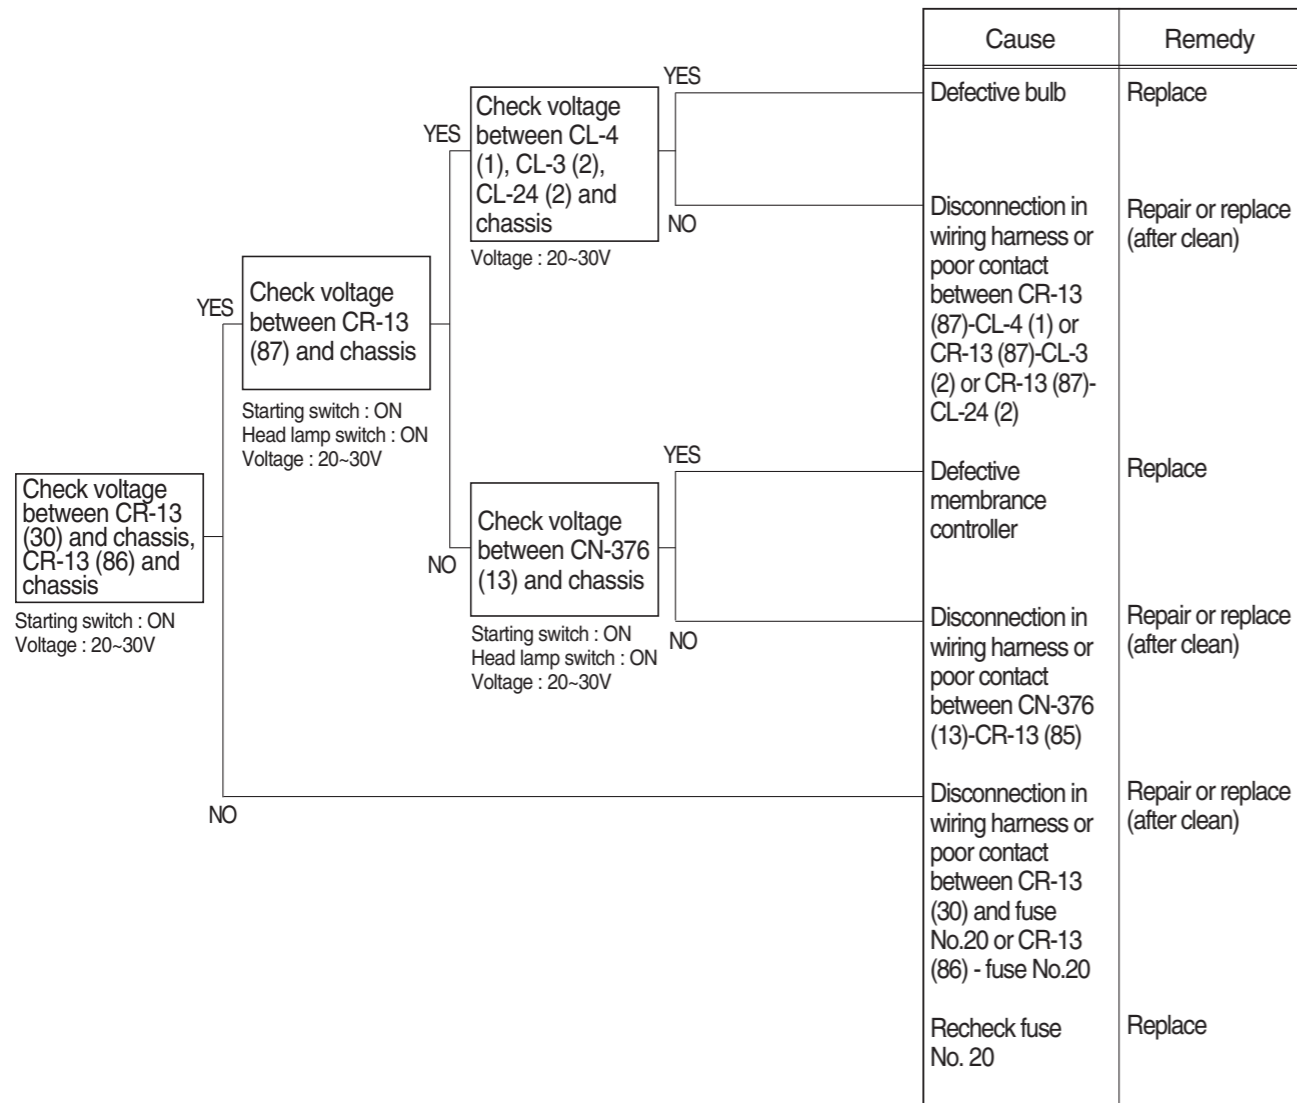 Check voltage
between CR-13
(30) and chassis,
CR-13 (86) and
chassis
Starting switch : ON
Voltage : 20~30V
YES
NO
Check voltage
between CR-13
(87) and chassis
Starting switch : ON
Head lamp switch : ON
Voltage : 20~30V
YES
NO
Check voltage
between CL-4
(1), CL-3 (2),
CL-24 (2) and
chassis
Voltage : 20~30V
YES
NO
Check voltage
between CN-376
(13) and chassis
Starting switch : ON
Head lamp switch : ON
Voltage : 20~30V
YES
NO
Cause
Remedy
Defective bulb
Replace
Disconnection in
wiring harness or
poor contact
between CR-13
(87)-CL-4 (1) or
CR-13 (87)-CL-3
(2) or CR-13 (87)-
CL-24 (2)
Repair or replace
(after clean)
Defective
membrance
controller
Replace
Disconnection in
wiring harness or
poor contact
between CN-376
(13)-CR-13 (85)
Repair or replace
(after clean)
Disconnection in
wiring harness or
poor contact
between CR-13
(30) and fuse
No.20 or CR-13
(86) - fuse No.20
Repair or replace
(after clean)
Recheck fuse
No. 20
Replace